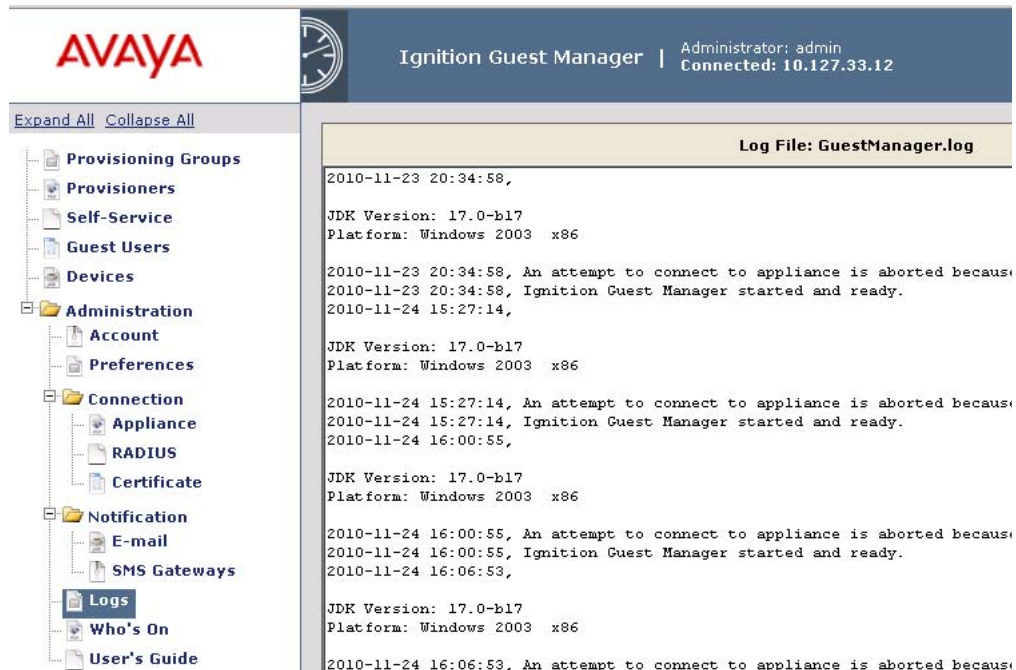 AVAYA
Ignition Guest Manager | Administrator: admin
Connected: 10.127.33.12
Expand All Collapse All
Provisioning Groups
Provisioners
Self-Service
Guest Users
Devices
Administration
Account
Preferences
Connection
Appliance
RADIUS
Certificate
Notification
E-mail
SMS Gateways
Logs
Who's On
User's Guide
Log File: GuestManager.log
2010-11-23 20:34:58,
JDK Version: 17.0-b17
Platform: Windows 2003 x86
2010-11-23 20:34:58, An attempt to connect to appliance is aborted because
2010-11-23 20:34:58, Ignition Guest Manager started and ready.
2010-11-24 15:27:14,
JDK Version: 17.0-b17
Platform: Windows 2003 x86
2010-11-24 15:27:14, An attempt to connect to appliance is aborted because
2010-11-24 15:27:14, Ignition Guest Manager started and ready.
2010-11-24 16:00:55,
JDK Version: 17.0-b17
Platform: Windows 2003 x86
2010-11-24 16:00:55, An attempt to connect to appliance is aborted because
2010-11-24 16:00:55, Ignition Guest Manager started and ready.
2010-11-24 16:06:53,
JDK Version: 17.0-b17
Platform: Windows 2003 x86
2010-11-24 16:06:53, An attempt to connect to appliance is aborted because